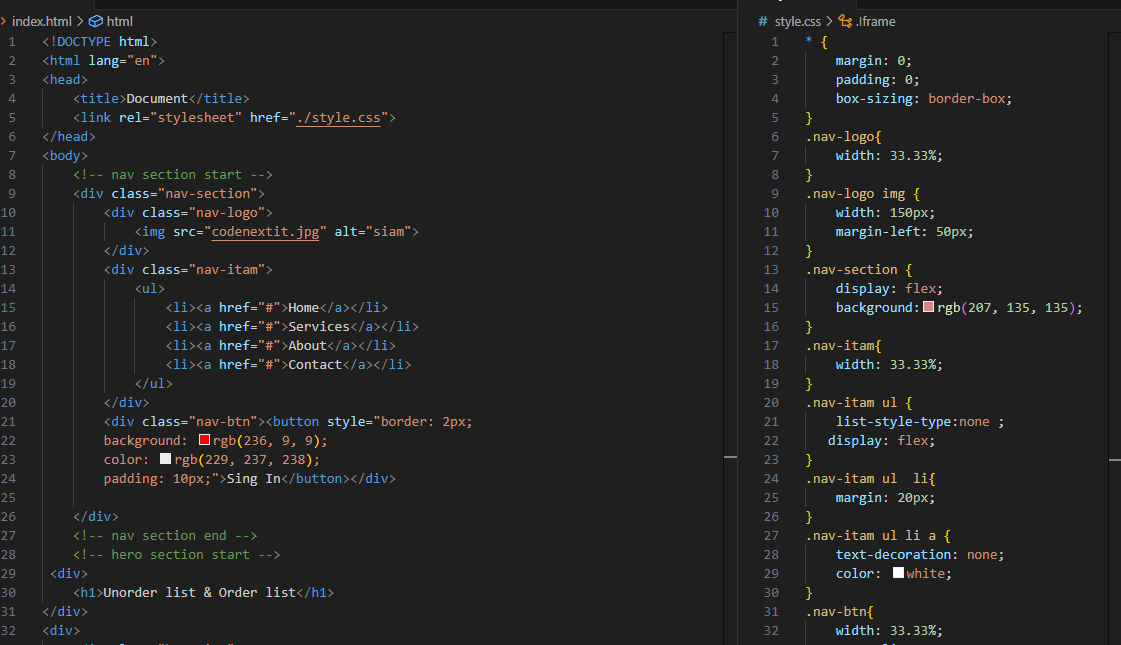 index.html > html
1 <!DOCTYPE html>
2 <html lang="en">
3 <head>
4 <title>Document</title>
5 <link rel="stylesheet" href="./style.css">
6 </head>
7 <body>
8 <!-- nav section start -->
9 <div class="nav-section">
10 <div class="nav-logo">
11 <img src="codenextit.jpg" alt="siam">
12 </div>
13 <div class="nav-itam">
14 <ul>
15 <li><a href="#">Home</a></li>
16 <li><a href="#">Services</a></li>
17 <li><a href="#">About</a></li>
18 <li><a href="#">Contact</a></li>
19 </ul>
20 </div>
21 <div class="nav-btn"><button style="border: 2px;
22 background: rgb(236, 9, 9);
23 color: rgb(229, 237, 238);
24 padding: 10px;">Sing In</button></div>
25
26 </div>
27 <!-- nav section end -->
28 <!-- hero section start -->
29 <div>
30 <h1>Unorder list & Order list</h1>
31 </div>
32 <div>
# style.css > .Iframe
1 * {
2 margin: 0;
3 padding: 0;
4 box-sizing: border-box;
5 }
6 .nav-logo{
7 width: 33.33%;
8 }
9 .nav-logo img {
10 width: 150px;
11 margin-left: 50px;
12 }
13 .nav-section {
14 display: flex;
15 background: rgb(207, 135, 135);
16 }
17 .nav-itam{
18 width: 33.33%;
19 }
20 .nav-itam ul {
21 list-style-type:none ;
22 display: flex;
23 }
24 .nav-itam ul  li{
25 margin: 20px;
26 }
27 .nav-itam ul li a {
28 text-decoration: none;
29 color: white;
30 }
31 .nav-btn{
32 width: 33.33%;